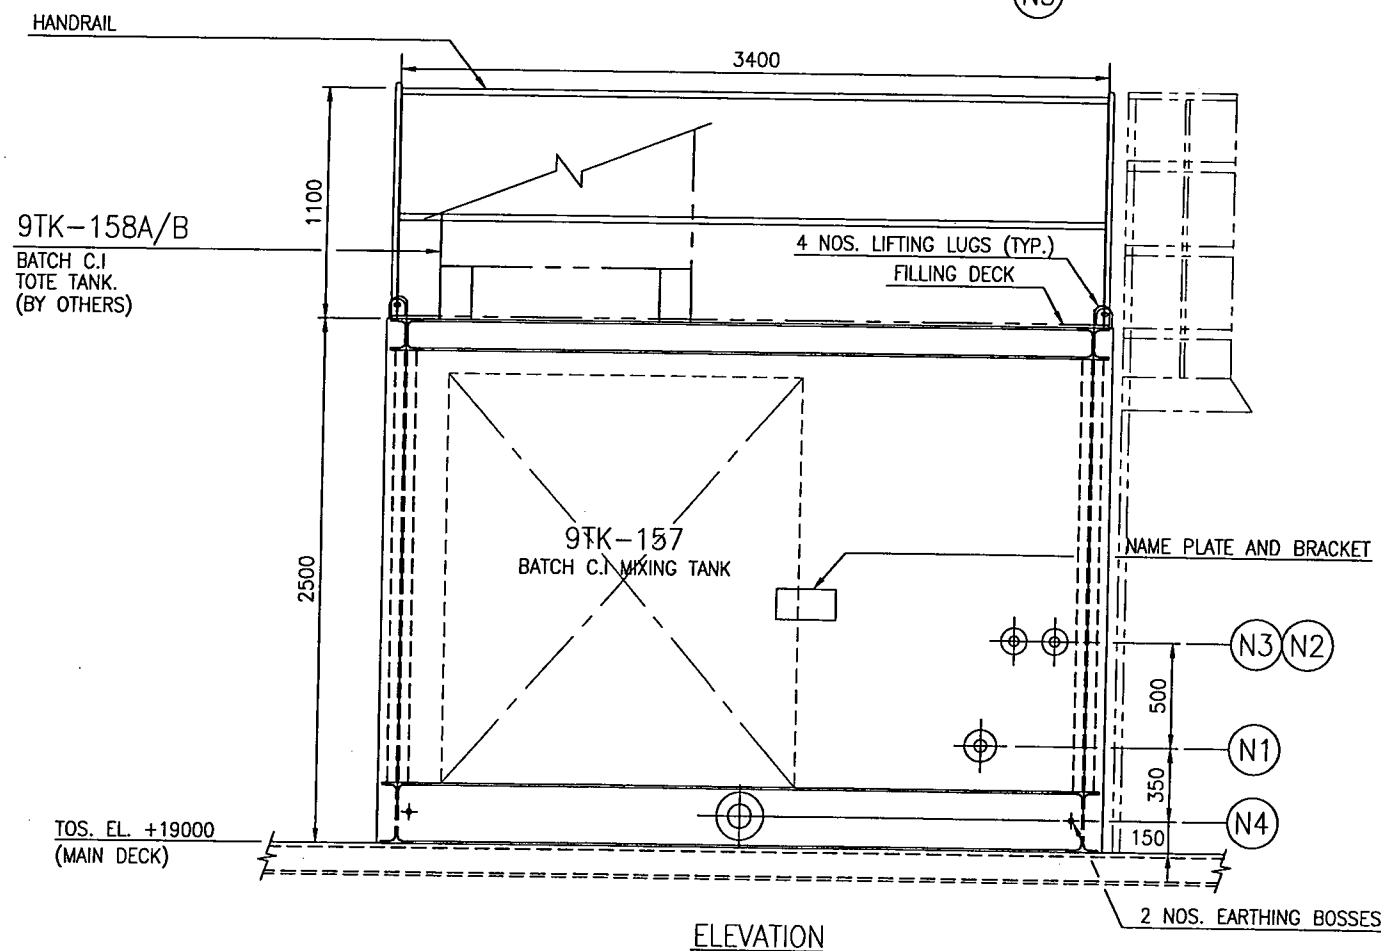 N5
HANDRAIL
3400
1100
9TK-158A/B
BATCH C.I
TOTE TANK.
(BY OTHERS)
4 NOS. LIFTING LUGS (TYP.)
FILLING DECK
2500
9TK-157
BATCH C.I MIXING TANK
NAME PLATE AND BRACKET
N3 N2
500
N1
350
N4
150
TOS. EL. +19000
(MAIN DECK)
2 NOS. EARTHING BOSSES
ELEVATION